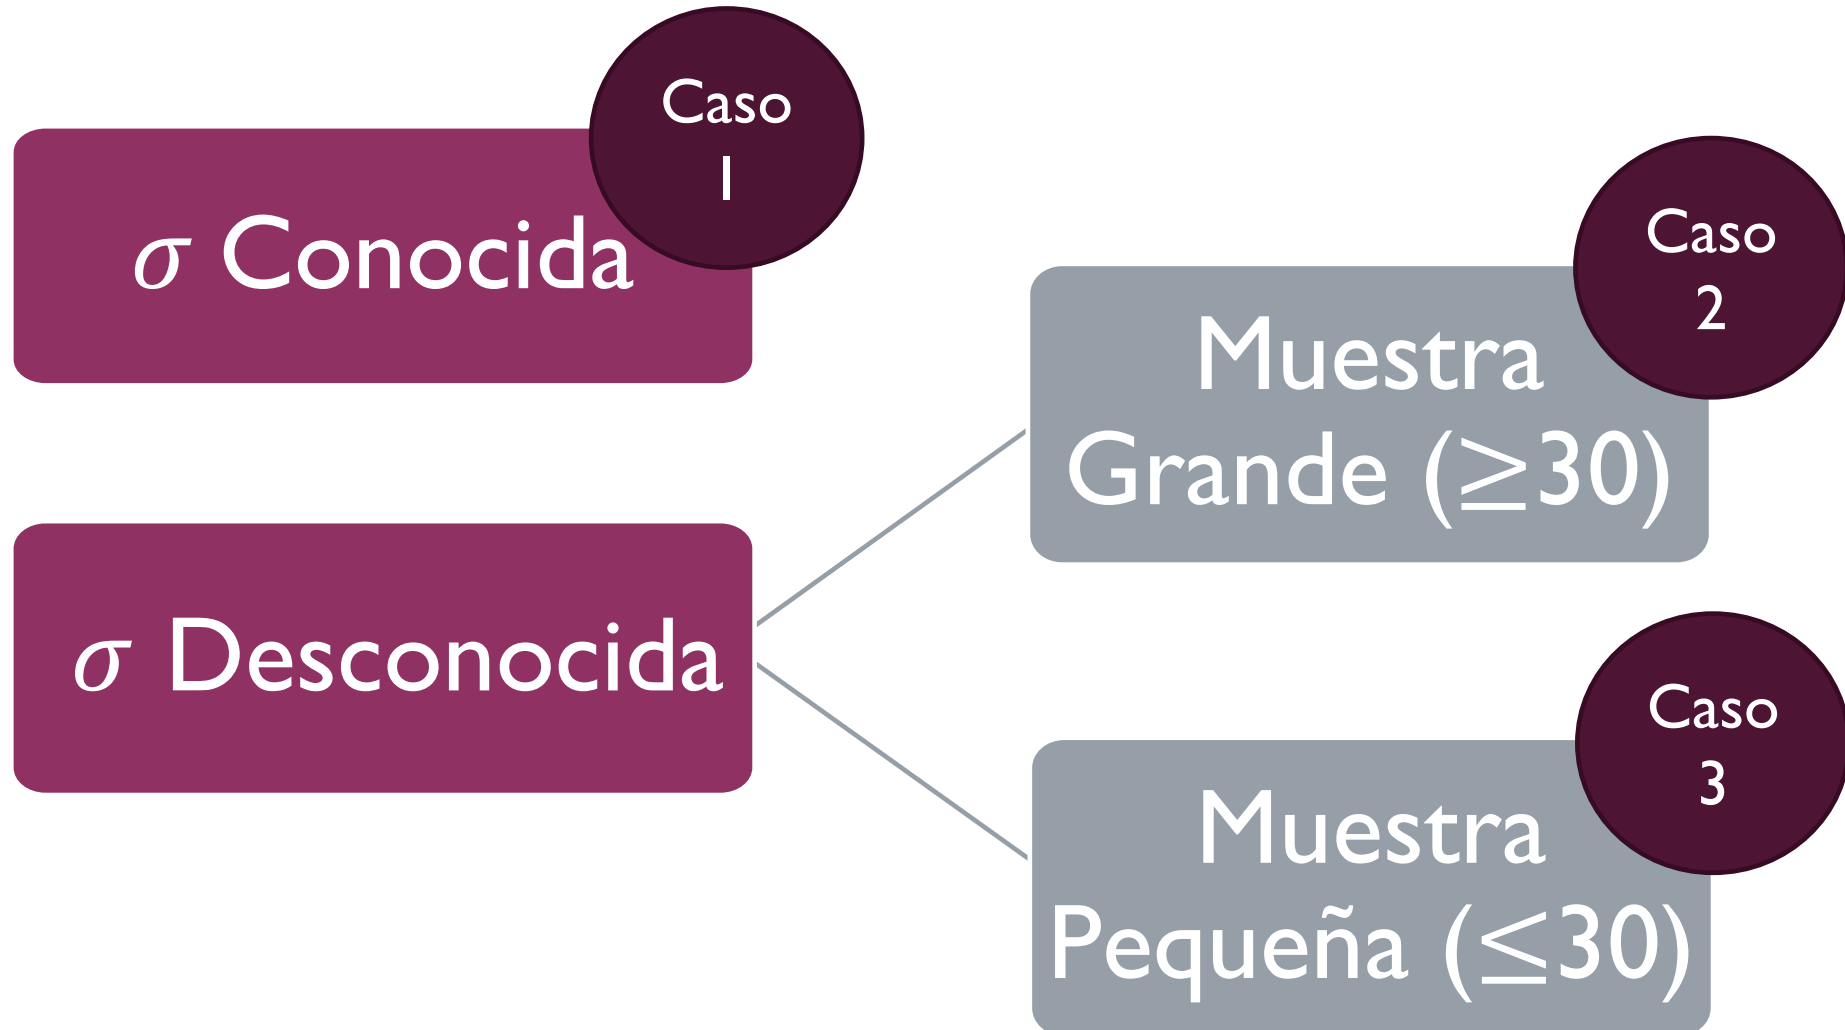 Caso
1
σ Conocida
Caso
2
Muestra
Grande (≥30)
σ Desconocida
Caso
3
Muestra
Pequeña (≤30)